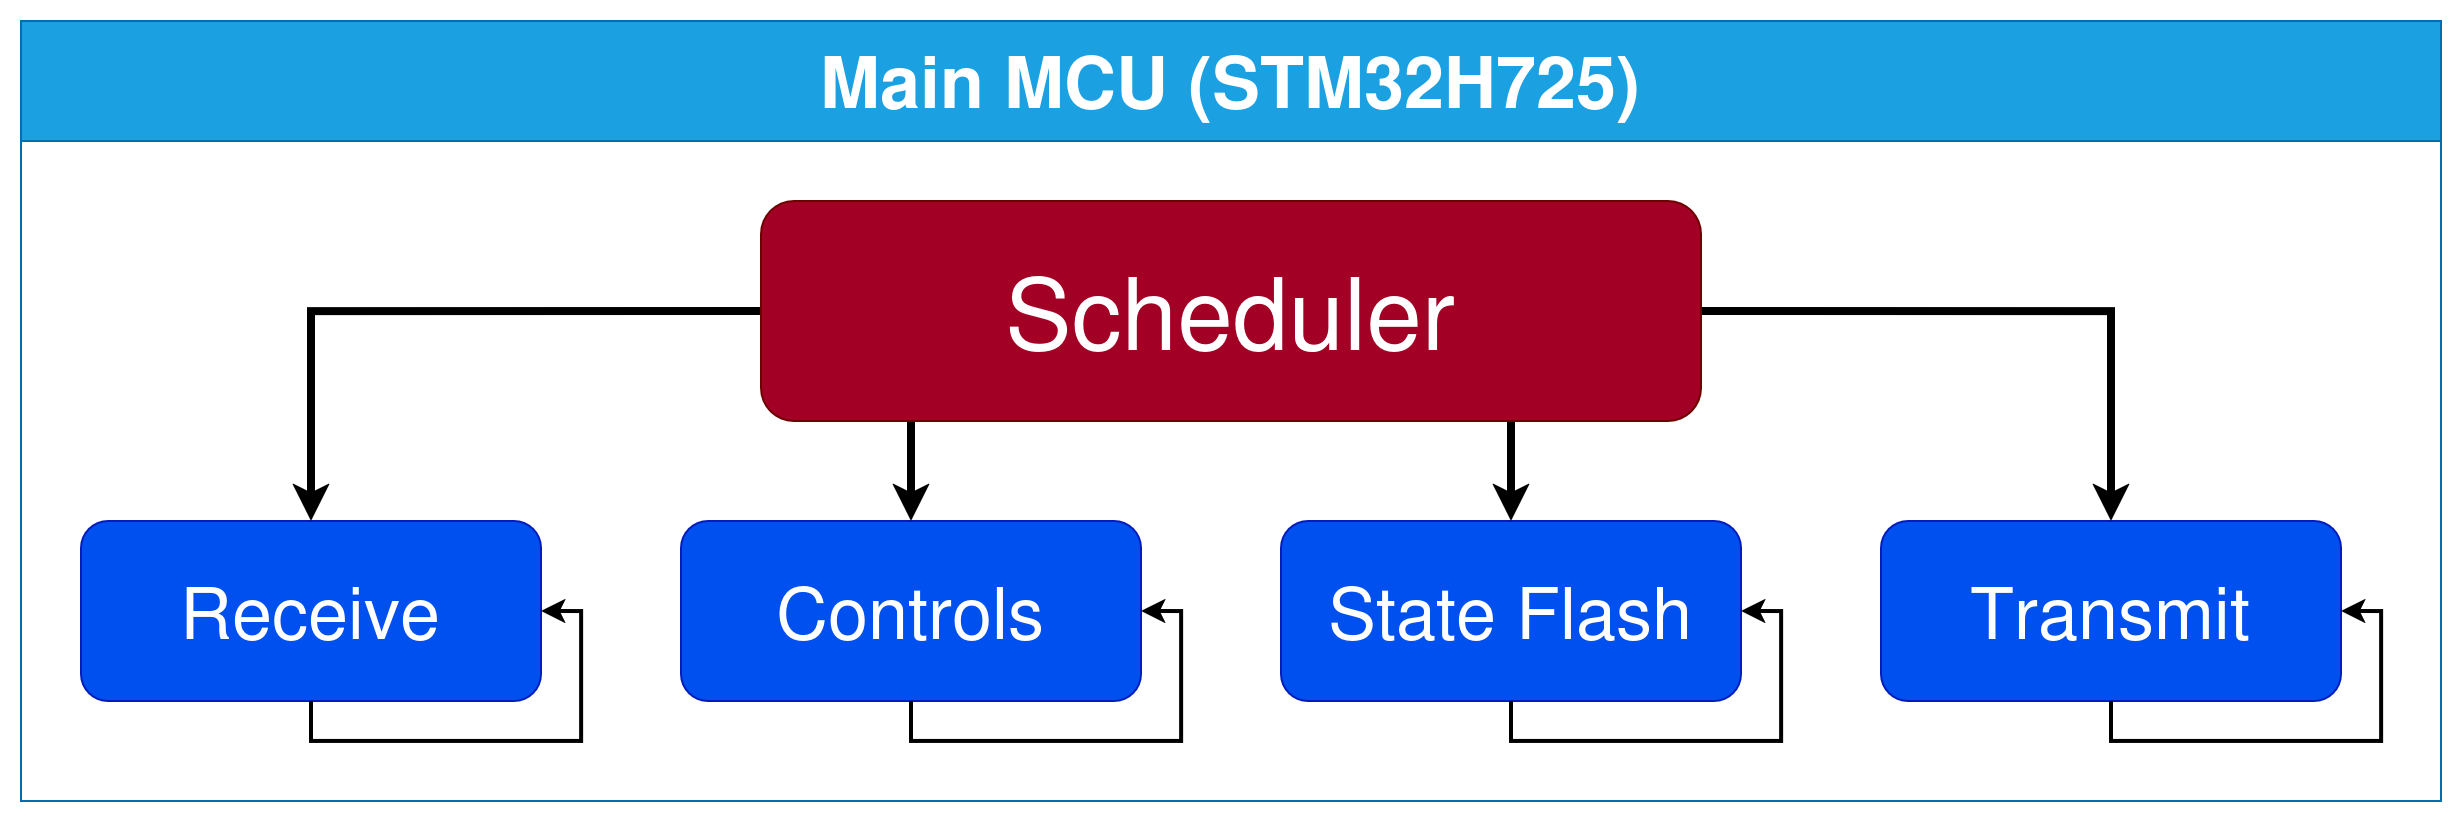 Main MCU (STM32H725)
Scheduler
Receive
Controls
State Flash
Transmit